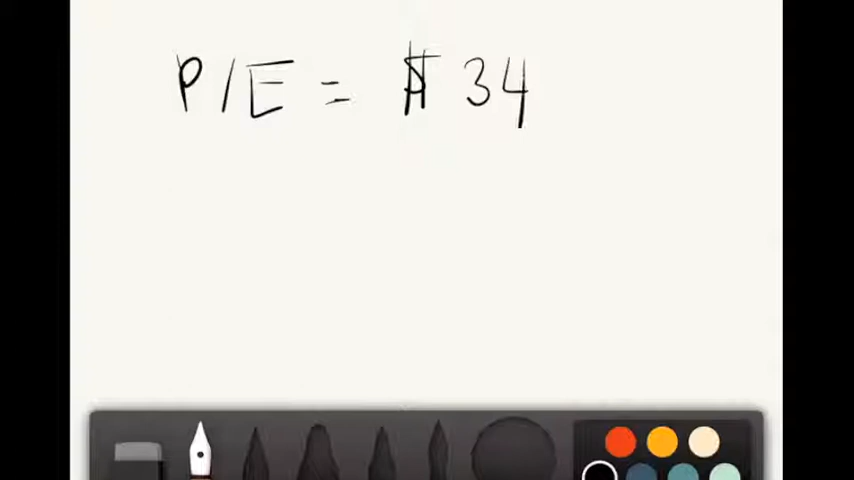 P/E = $ 34